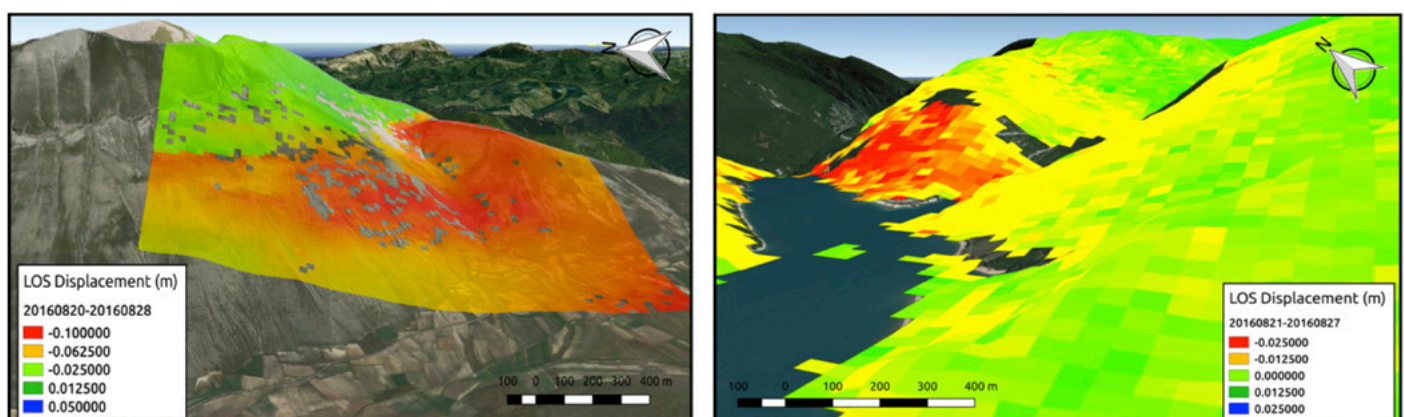 N
LOS Displacement (m)
20160820-20160828
-0.100000
-0.062500
-0.025000
0.012500
0.050000
100 0 100 200 300 400 m
N
LOS Displacement (m)
20160821-20160827
-0.025000
-0.012500
0.000000
0.012500
0.025000
100 0 100 200 300 400 m